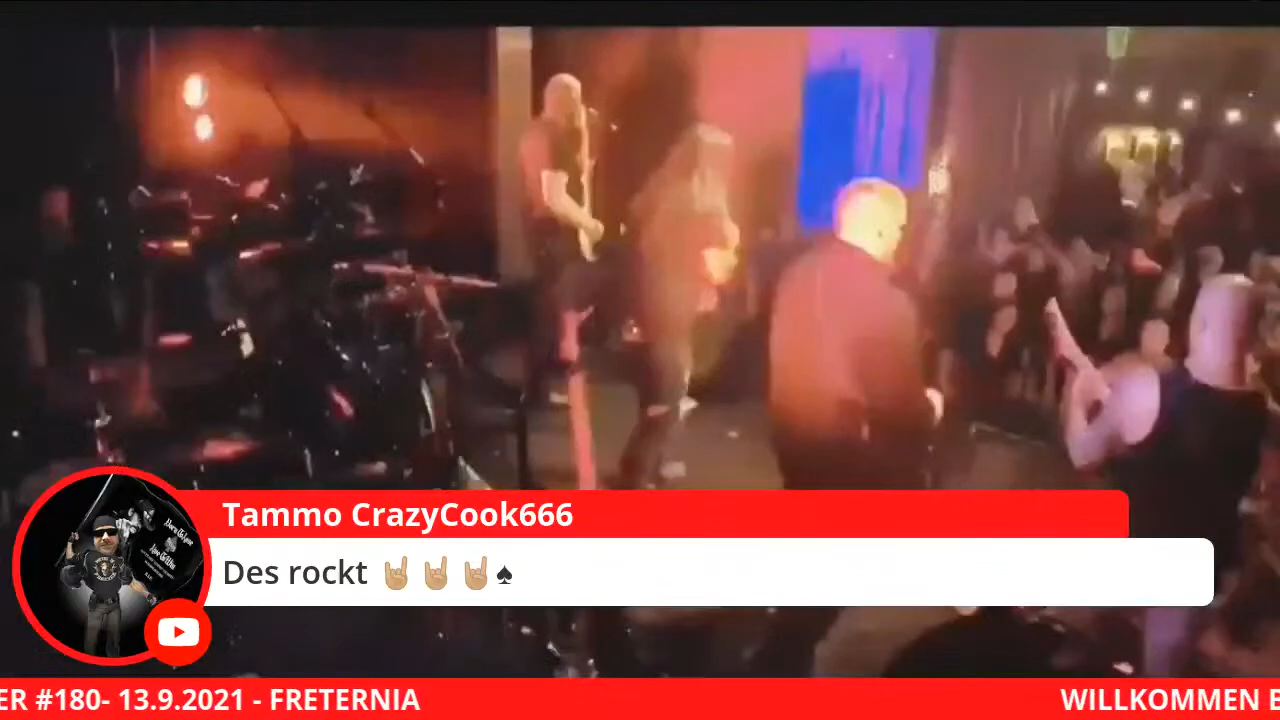 Tammo CrazyCook666
Des rockt 🤘🏼🤘🏼🤘🏼♠
ER #180- 13.9.2021 - FRETERNIA
WILLKOMMEN B